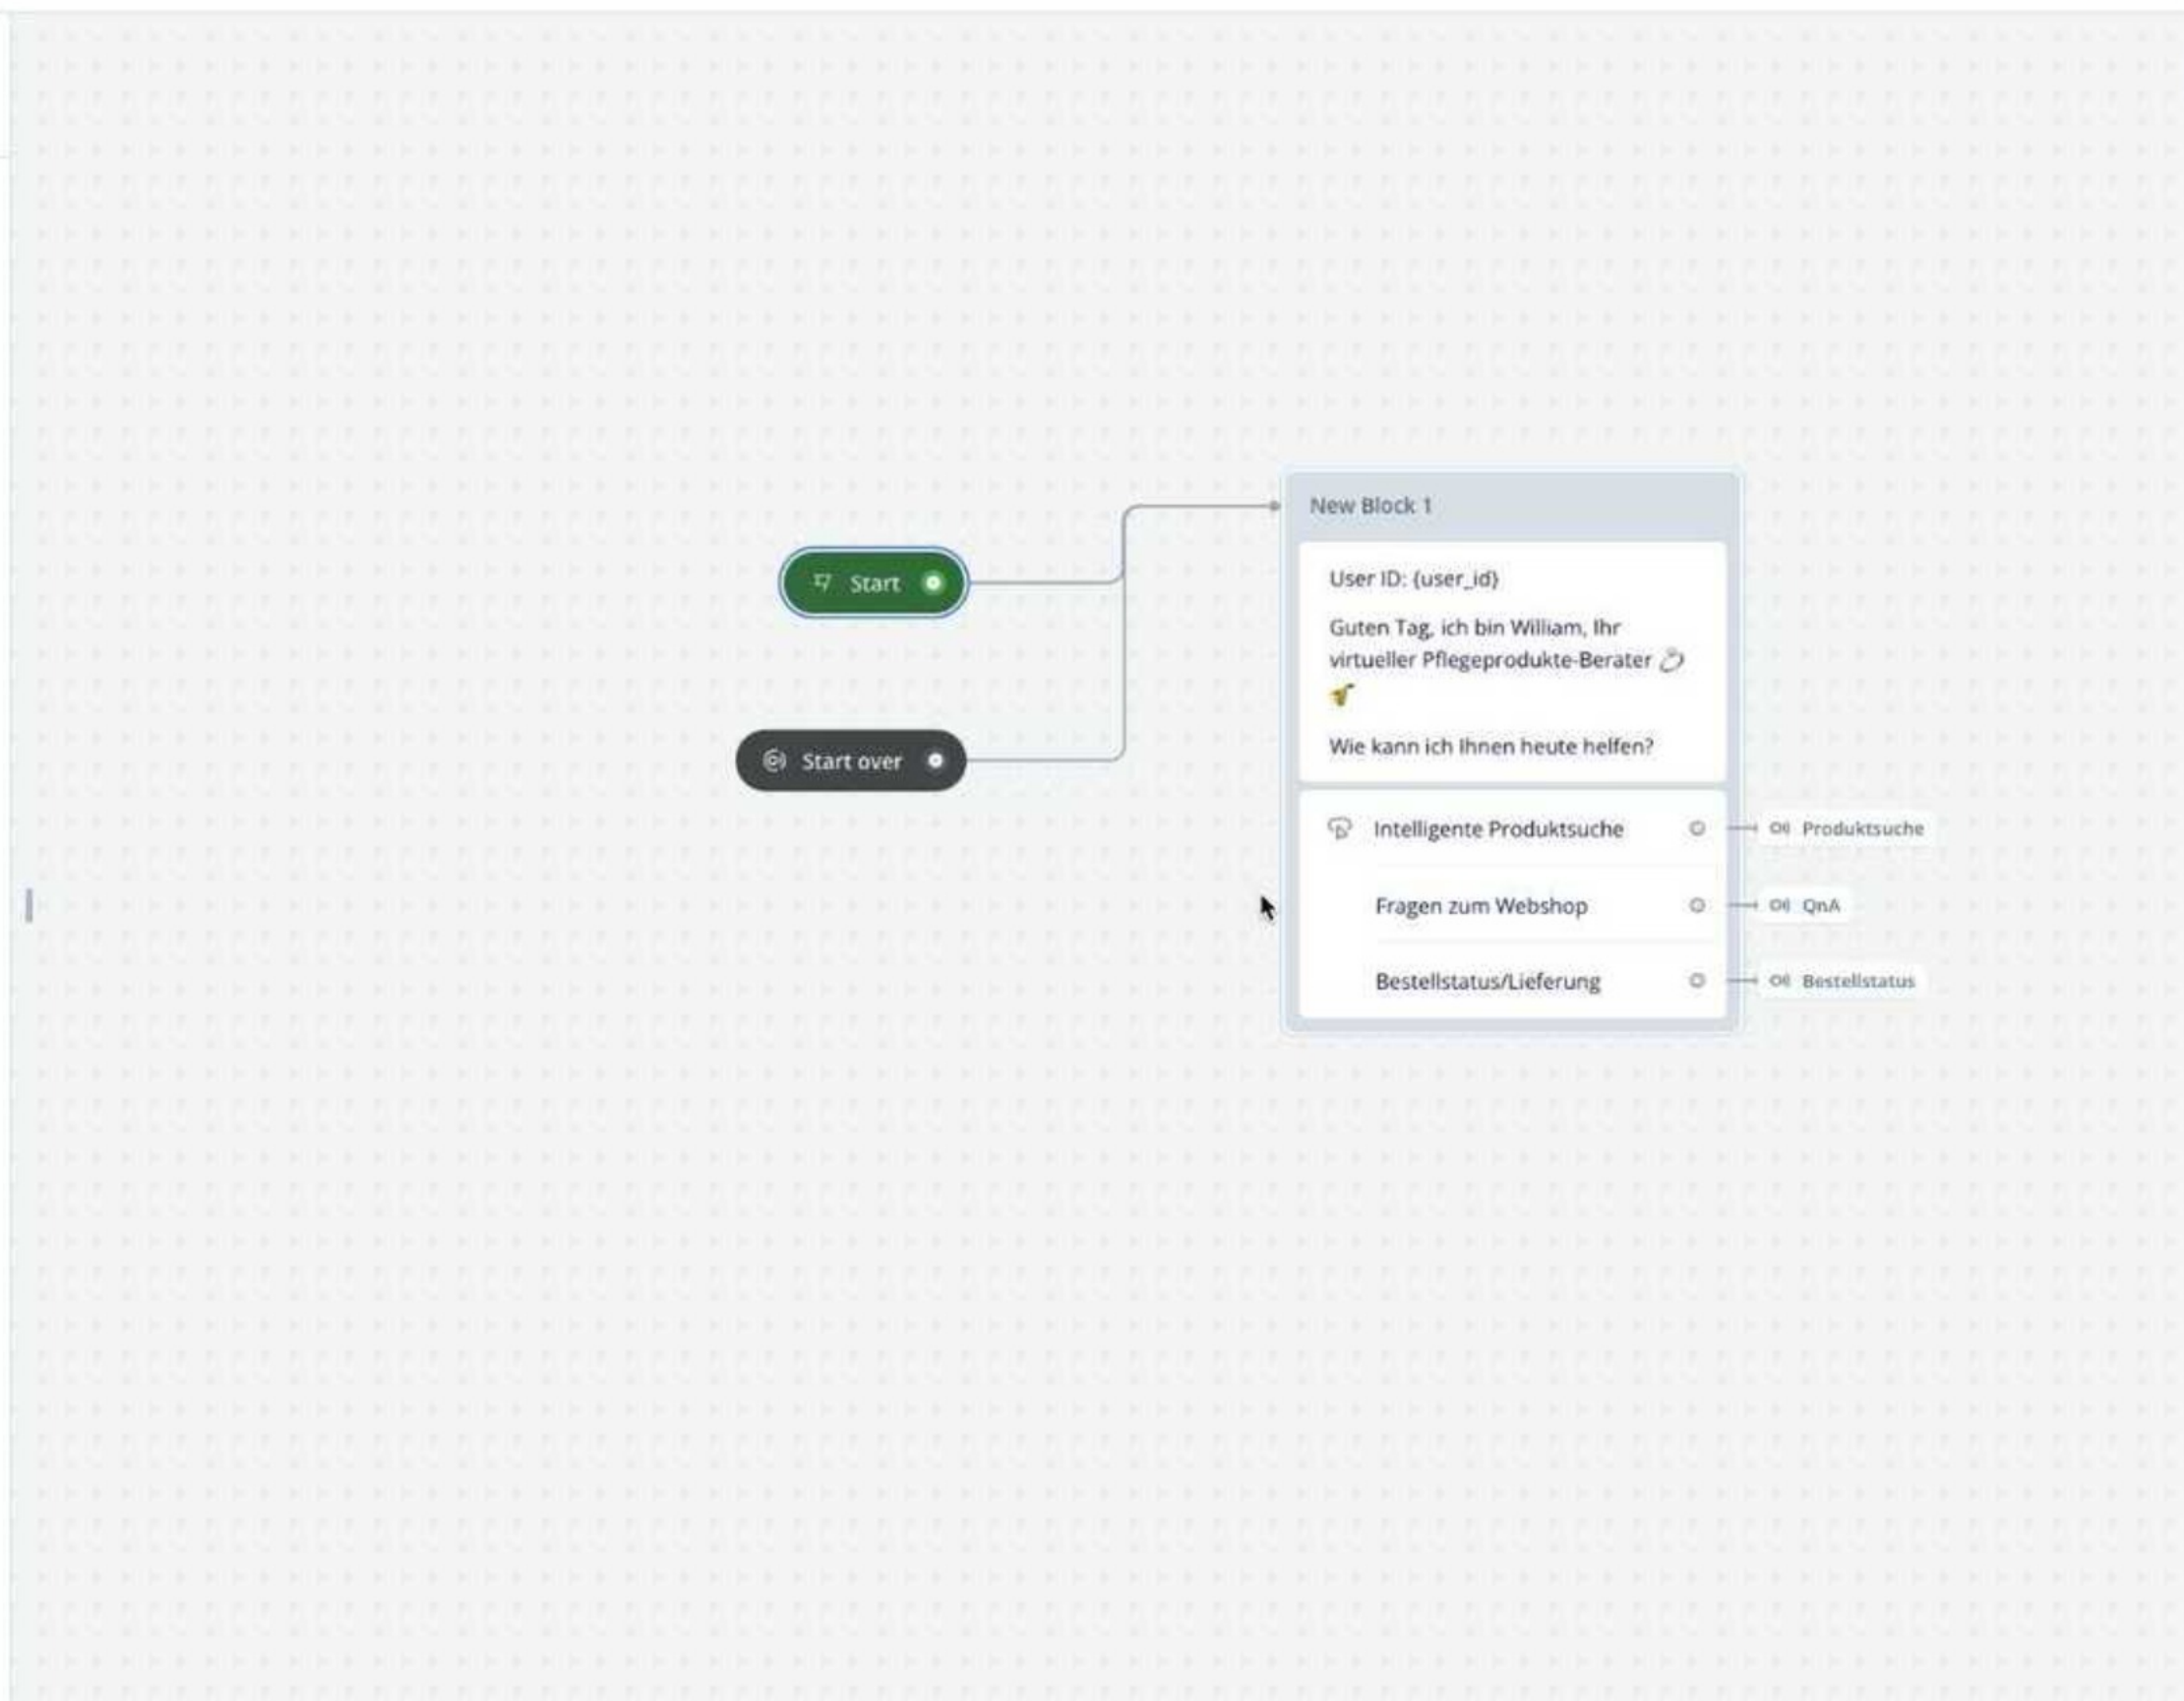 New Block 1
Start
User ID: {user_id}
Guten Tag, ich bin William, Ihr
virtueller Pflegeprodukte-Berater
Wie kann ich Ihnen heute helfen?
Start over
Intelligente Produktsuche
Produktsuche
Fragen zum Webshop
QnA
Bestellstatus/Lieferung
Bestellstatus